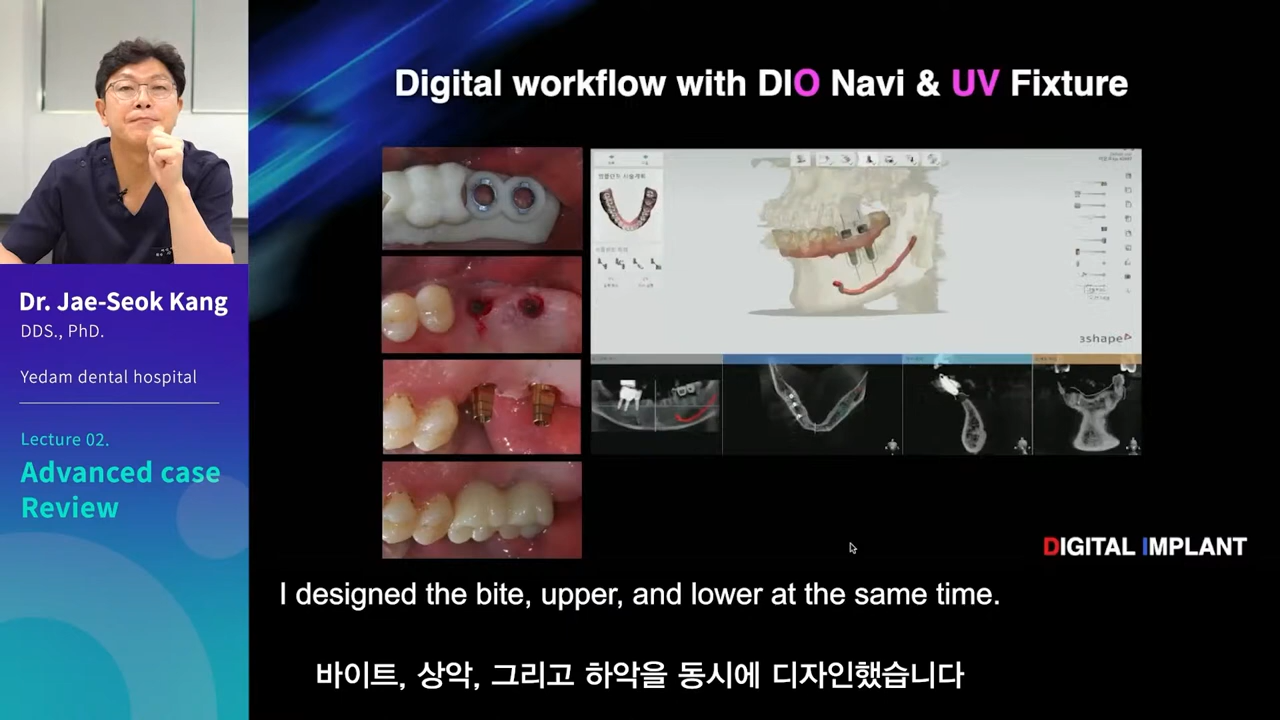 Digital workflow with DIO Navi & UV Fixture
3shape
Dr. Jae-Seok Kang
DDS., PhD.
Yedam dental hospital
Lecture 02.
Advanced case
Review
DIGITAL IMPLANT
I designed the bite, upper, and lower at the same time.
바이트, 상악, 그리고 하악을 동시에 디자인했습니다